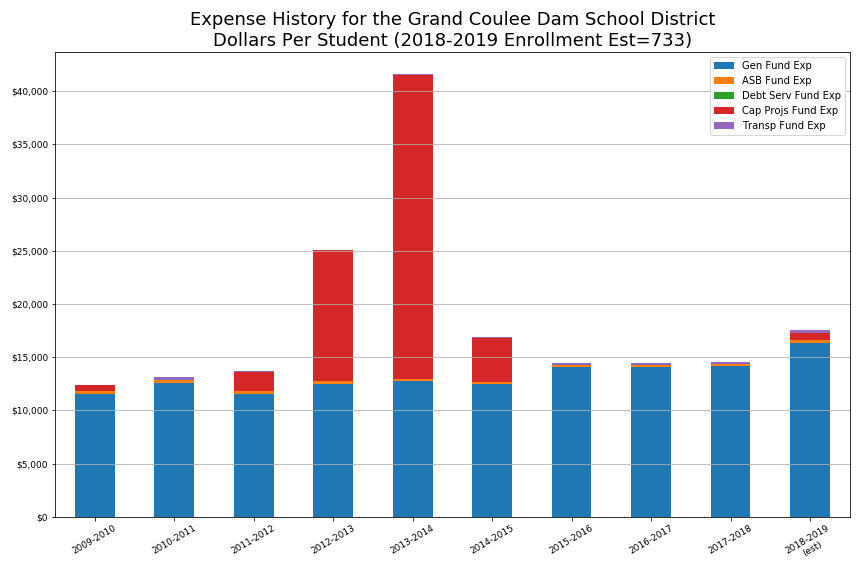 Expense History for the Grand Coulee Dam School District
Dollars Per Student (2018-2019 Enrollment Est=733)
Gen Fund Exp
ASB Fund Exp
Debt Serv Fund Exp
Cap Projs Fund Exp
Transp Fund Exp
$40,000
$35,000
$30,000
$25,000
$20,000
$15,000
$10,000
$5,000
$0
2009-2010
2010-2011
2011-2012
2012-2013
2013-2014
2014-2015
2015-2016
2016-2017
2017-2018
2018-2019
(est)